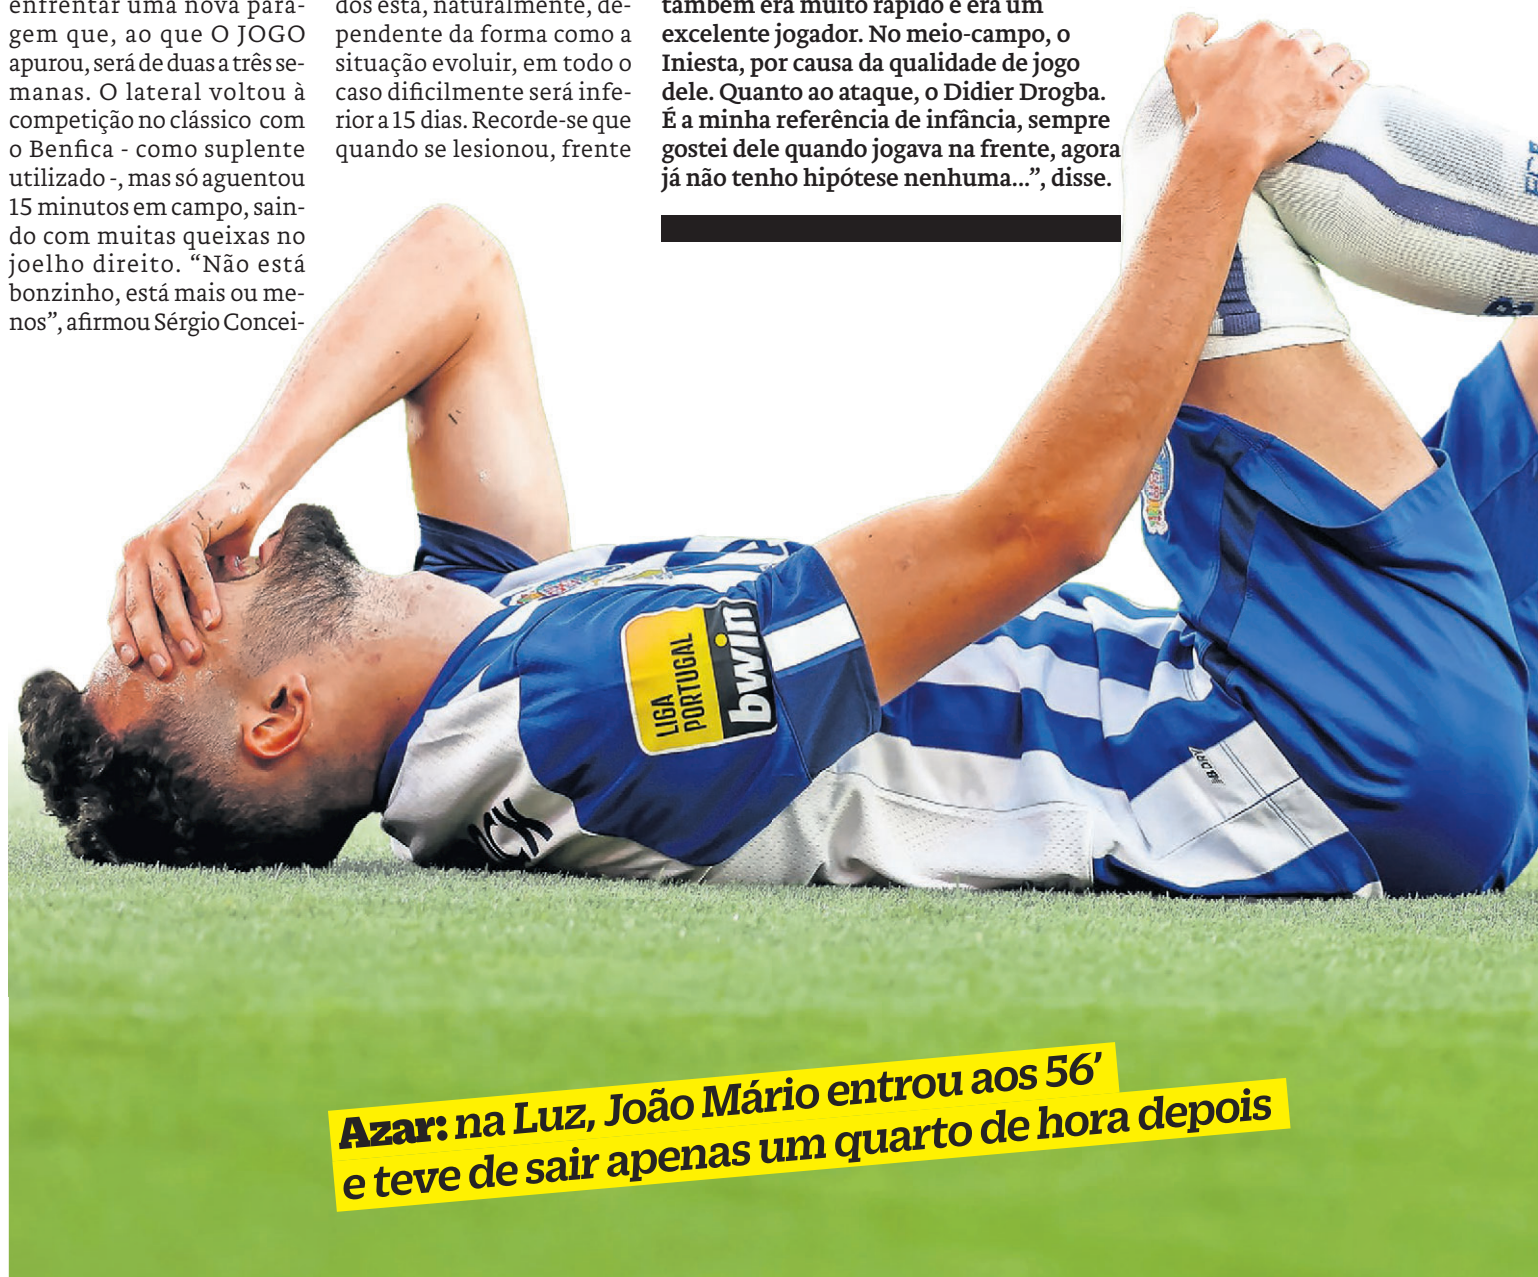 enfrentar uma nova para-
gem que, ao que O JOGO
apurou, será de duas a três se-
manas. O lateral voltou à
competição no clássico com
o Benfica - como suplente
utilizado -, mas só aguentou
15 minutos em campo, sain-
do com muitas queixas no
joelho direito. “Não está
bonzinho, está mais ou me-
nos”, afirmou Sérgio Concei-
dos está, naturalmente, de-
pendente da forma como a
situação evoluir, em todo o
caso dificilmente será infe-
rior a 15 dias. Recorde-se que
quando se lesionou, frente
também era muito rápido e era um
excelente jogador. No meio-campo, o
Iniesta, por causa da qualidade de jogo
dele. Quanto ao ataque, o Didier Drogba.
É a minha referência de infância, sempre
gostei dele quando jogava na frente, agora
já não tenho hipótese nenhuma...”, disse.
LIGA
PORTUGAL
bwin
Azar: na Luz, João Mário entrou aos 56’
e teve de sair apenas um quarto de hora depois